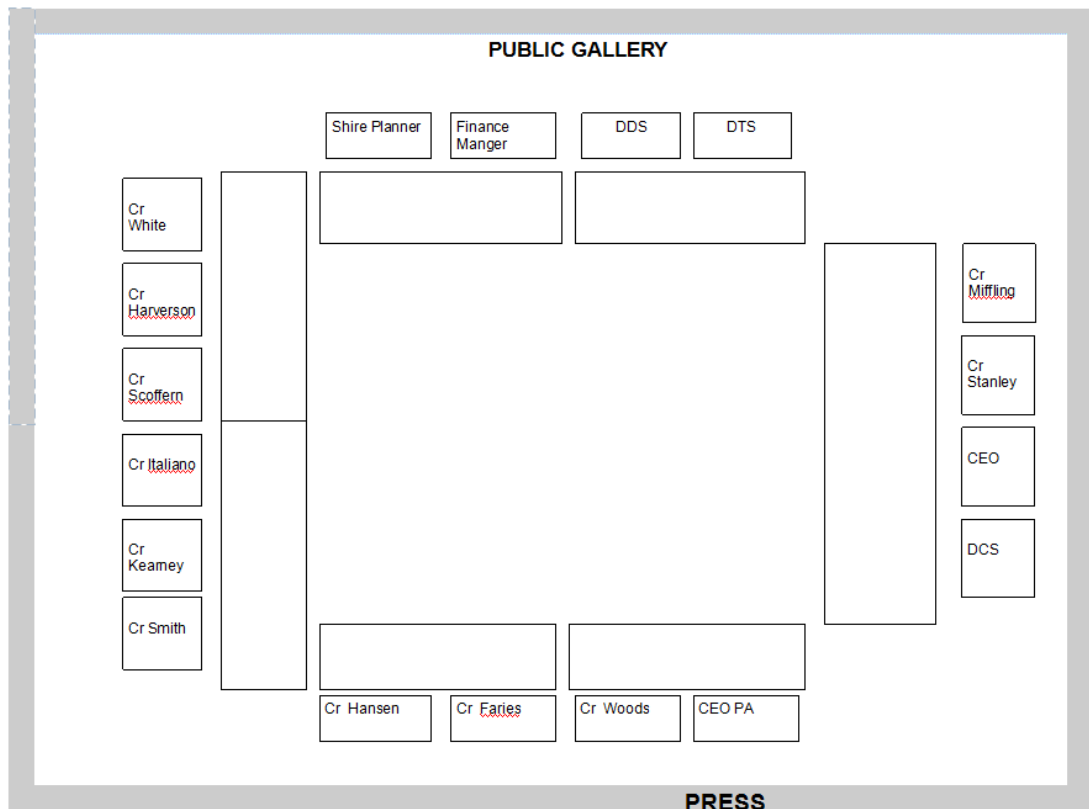 PUBLIC GALLERY
Shire Planner
Finance
Manger
DDS
DTS
Cr
White
Cr
Harverson
Cr
Scoffern
Cr Italiano
Cr
Kearney
Cr Smith
Cr
Miffling
Cr
Stanley
CEO
DCS
Cr Hansen
Cr Faries
Cr Woods
CEO PA
PRESS